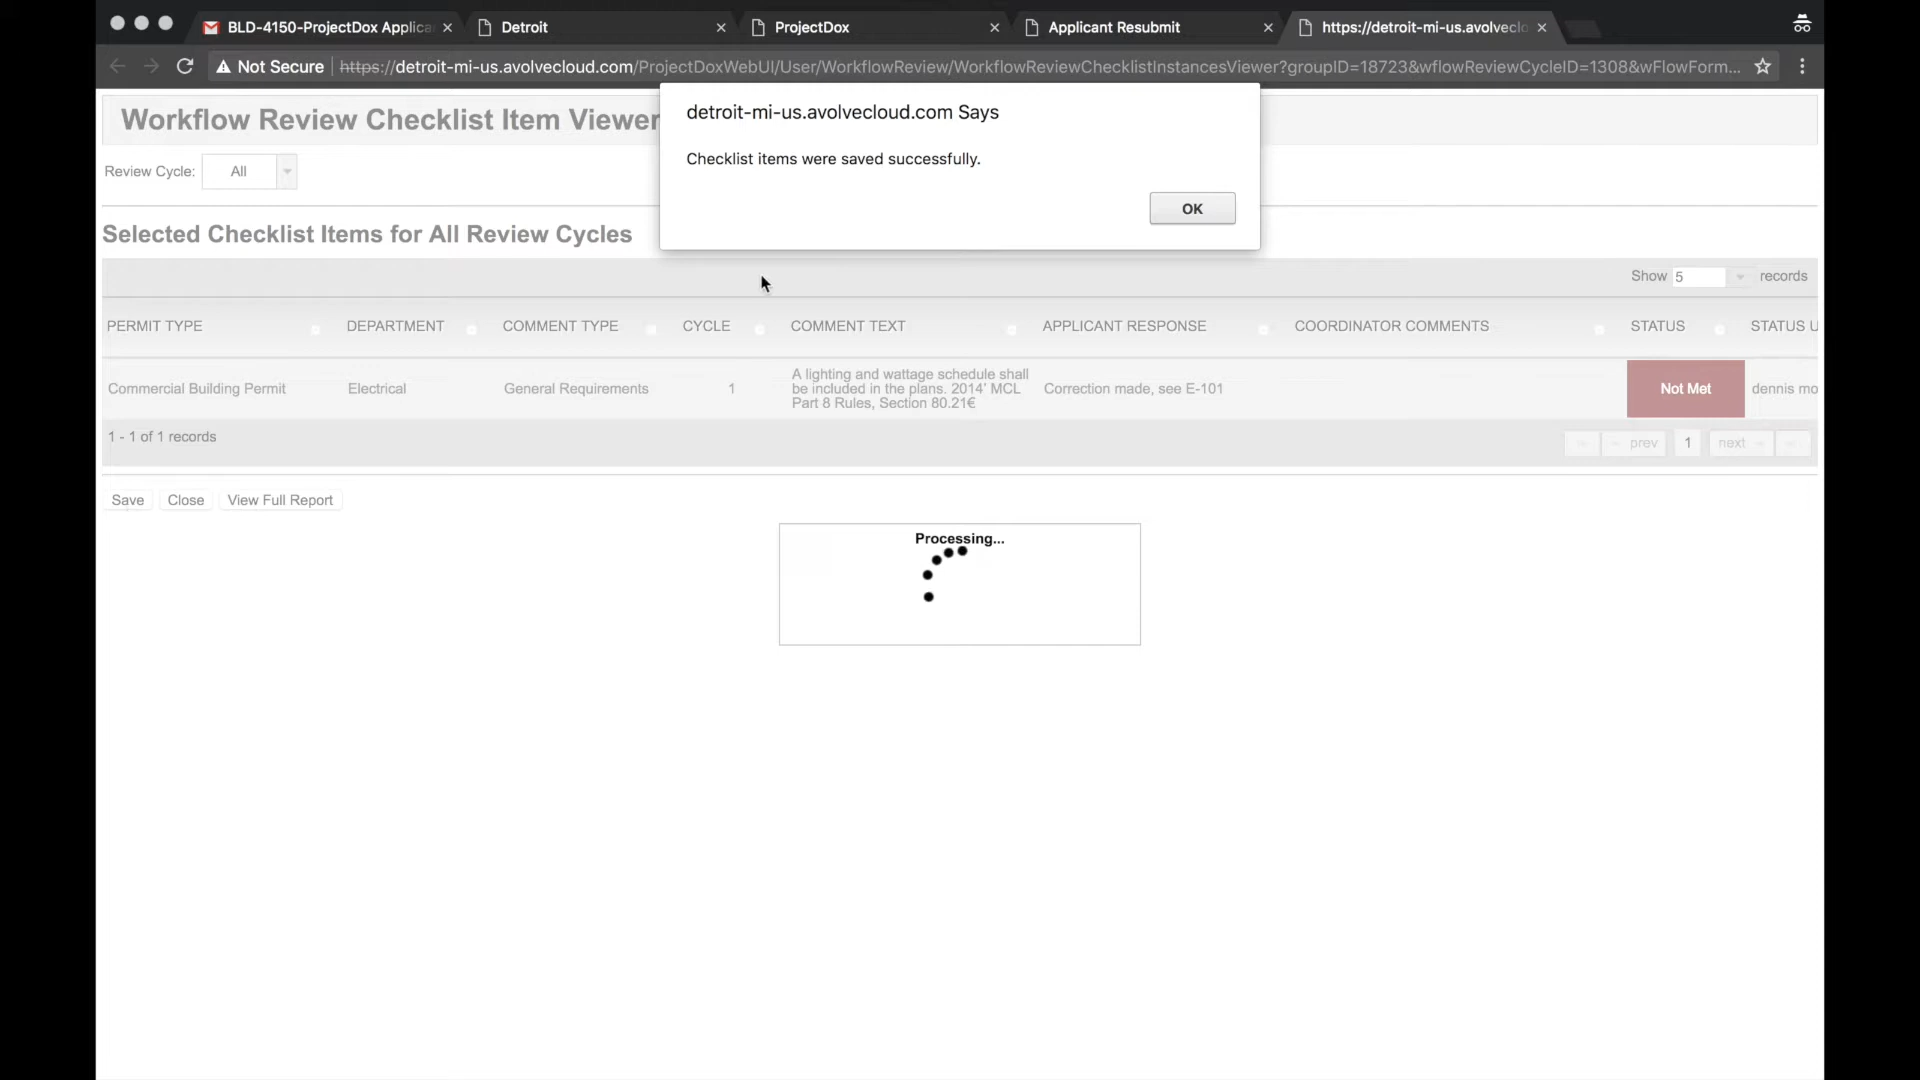 BLD-4150-ProjectDox Applica
Detroit
ProjectDox
Applicant Resubmit
https://detroit-mi-us.avolveclo
Not Secure
https://detroit-mi-us.avolvecloud.com/ProjectDoxWebUI/User/WorkflowReview/WorkflowReviewChecklistInstancesViewer?groupID=18723&wflowReviewCycleID=1308&wFlowForm...
Workflow Review Checklist Item Viewer
detroit-mi-us.avolvecloud.com Says
Checklist items were saved successfully.
OK
Review Cycle: All
Selected Checklist Items for All Review Cycles
Show 5 records
PERMIT TYPE DEPARTMENT COMMENT TYPE CYCLE COMMENT TEXT APPLICANT RESPONSE COORDINATOR COMMENTS STATUS STATUS U
Commercial Building Permit Electrical General Requirements 1
A lighting and wattage schedule shall
be included in the plans. 2014' MCL
Part 8 Rules, Section 80.21€
Correction made, see E-101
Not Met
dennis mo
1 - 1 of 1 records
prev 1 next
Save Close View Full Report
Processing...